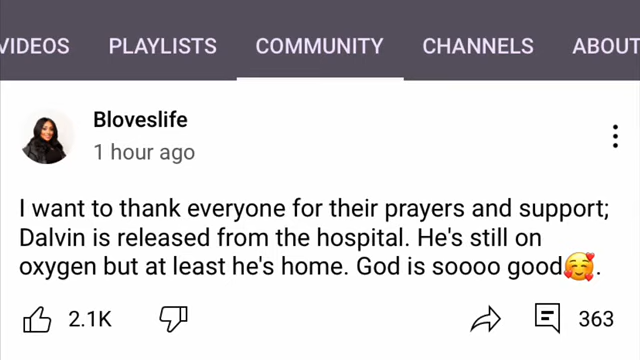 VIDEOS PLAYLISTS COMMUNITY CHANNELS ABOUT
Bloveslife
1 hour ago
I want to thank everyone for their prayers and support;
Dalvin is released from the hospital. He's still on
oxygen but at least he's home. God is soooo good🥰.
2.1K 363